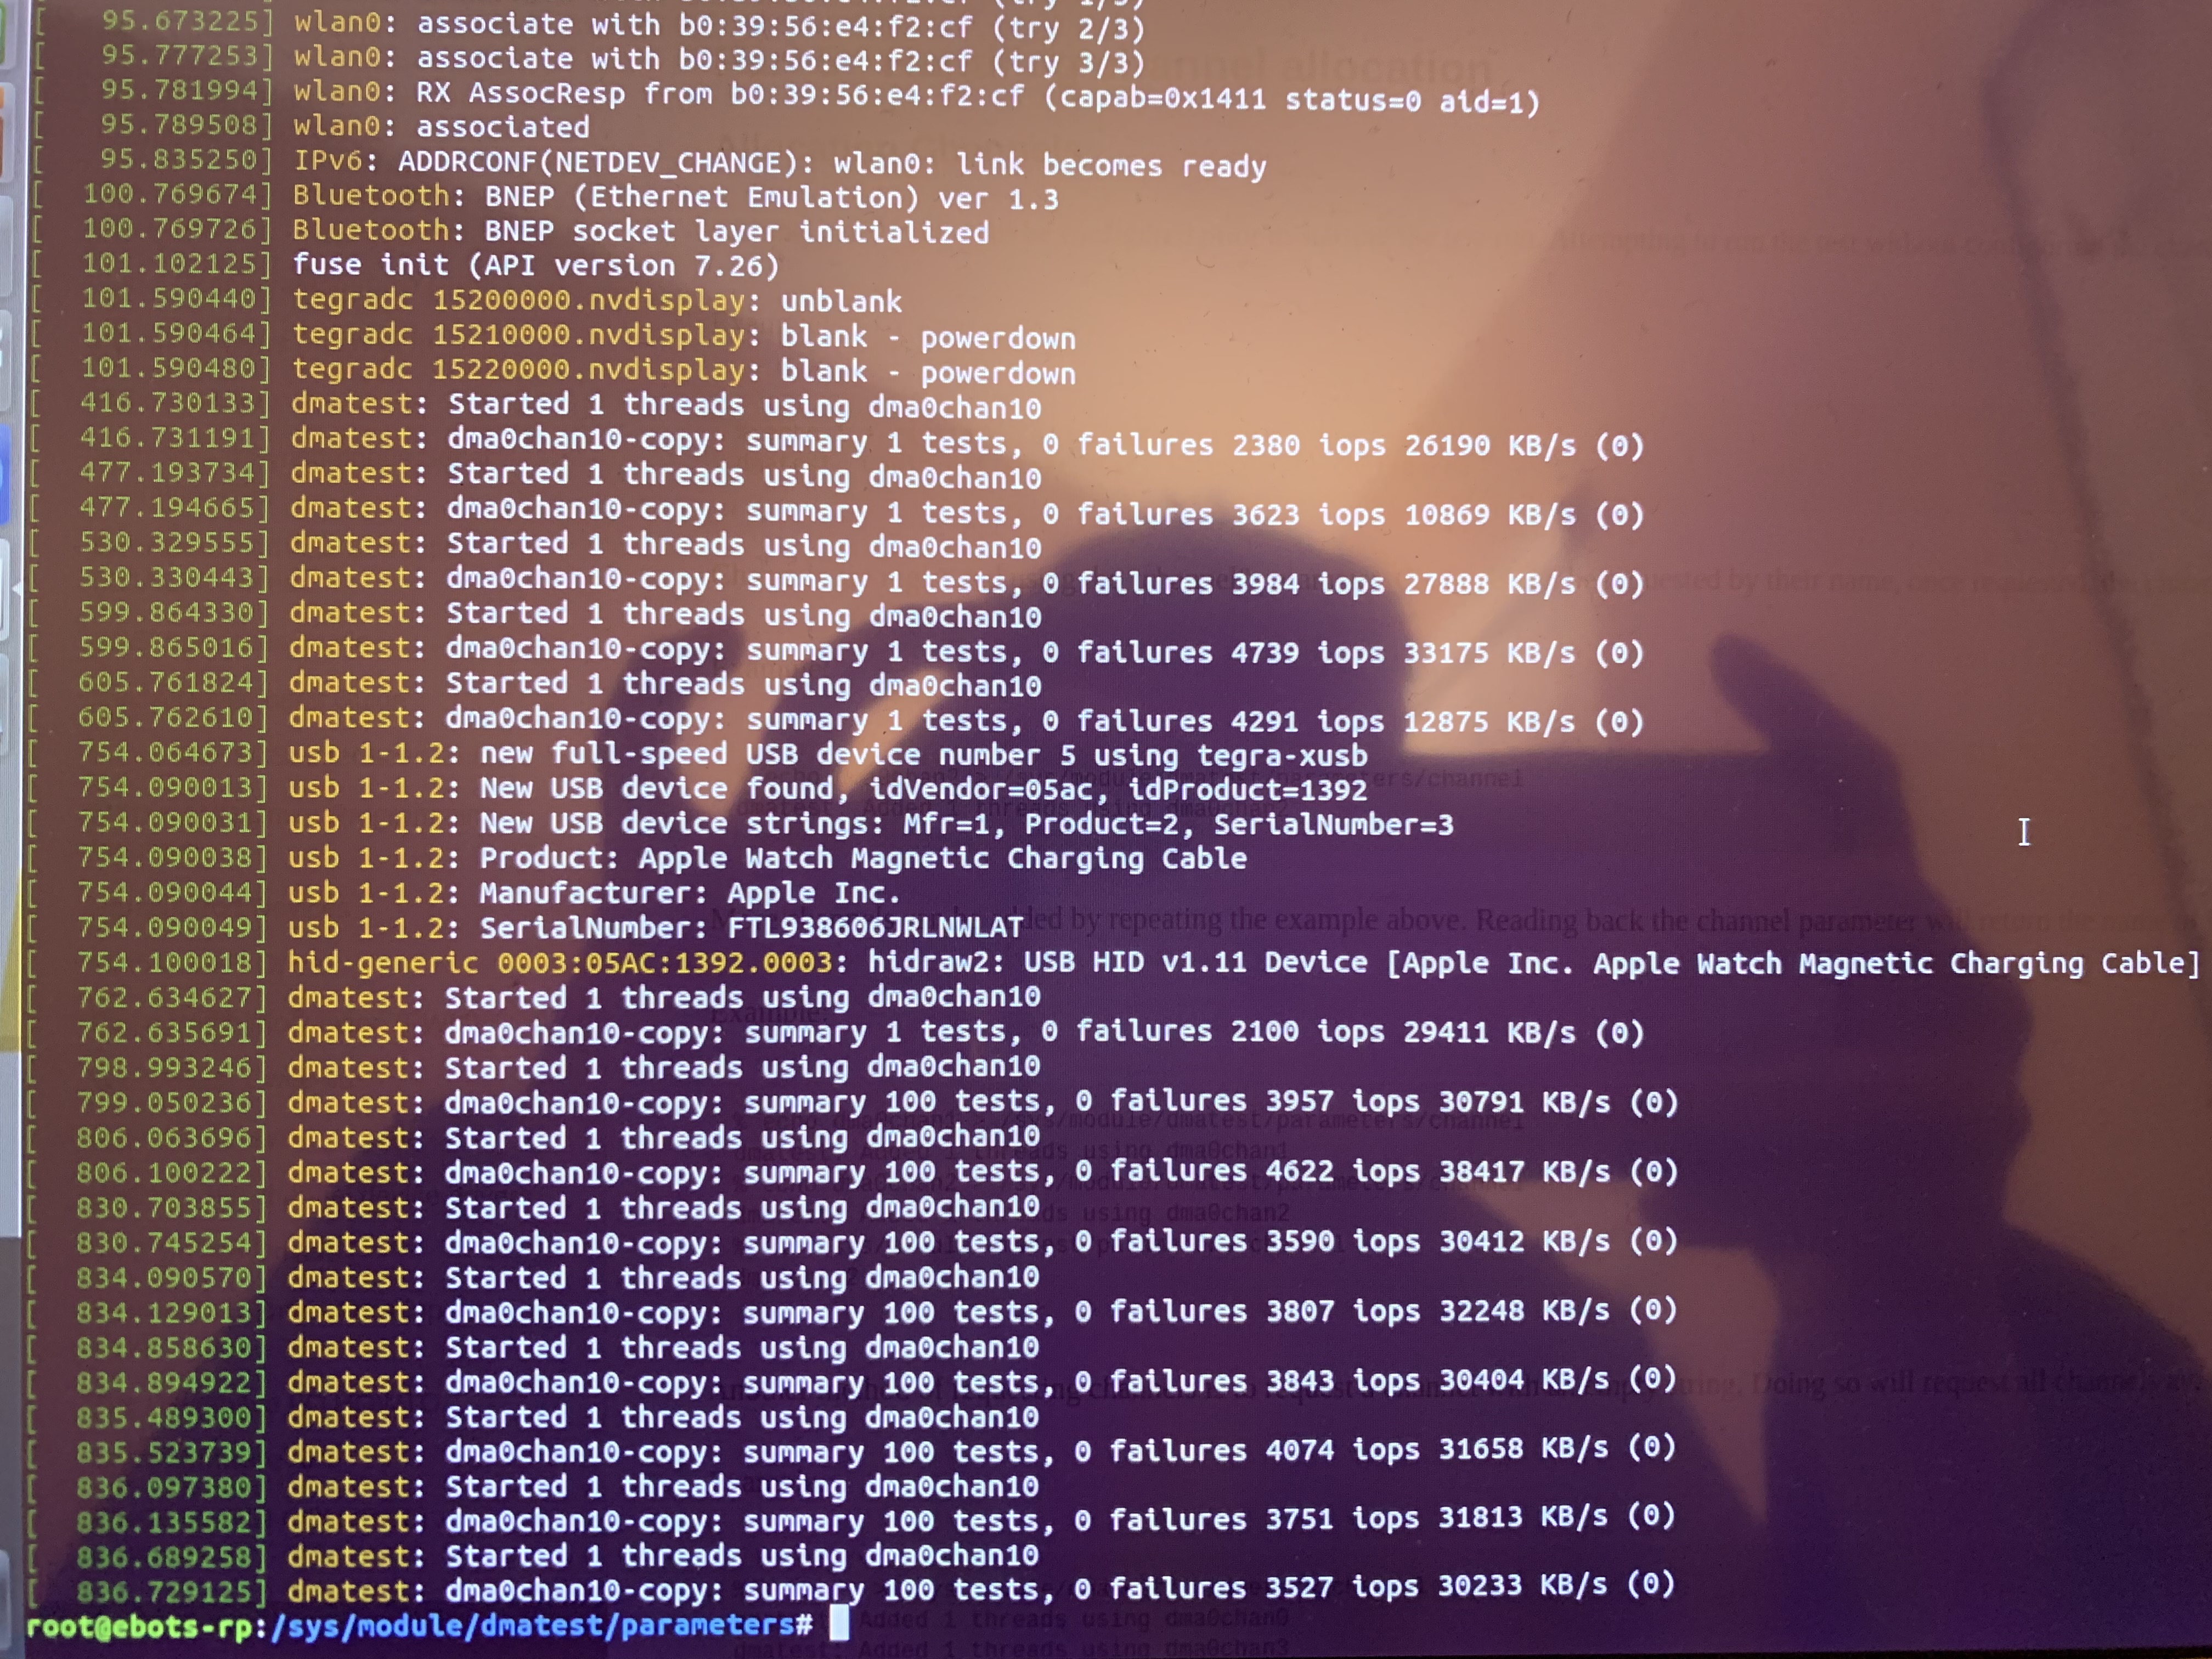 [   95.673225] wlan0: associate with b0:39:56:e4:f2:cf (try 2/3)
[   95.777253] wlan0: associate with b0:39:56:e4:f2:cf (try 3/3)
[   95.781994] wlan0: RX AssocResp from b0:39:56:e4:f2:cf (capab=0x1411 status=0 aid=1)
[   95.789508] wlan0: associated
[   95.835250] IPv6: ADDRCONF(NETDEV_CHANGE): wlan0: link becomes ready
[  100.769674] Bluetooth: BNEP (Ethernet Emulation) ver 1.3
[  100.769726] Bluetooth: BNEP socket layer initialized
[  101.102125] fuse init (API version 7.26)
[  101.590440] tegradc 15200000.nvdisplay: unblank
[  101.590464] tegradc 15210000.nvdisplay: blank - powerdown
[  101.590480] tegradc 15220000.nvdisplay: blank - powerdown
[  416.730133] dmatest: Started 1 threads using dma0chan10
[  416.731191] dmatest: dma0chan10-copy: summary 1 tests, 0 failures 2380 iops 26190 KB/s (0)
[  477.193734] dmatest: Started 1 threads using dma0chan10
[  477.194665] dmatest: dma0chan10-copy: summary 1 tests, 0 failures 3623 iops 10869 KB/s (0)
[  530.329555] dmatest: Started 1 threads using dma0chan10
[  530.330443] dmatest: dma0chan10-copy: summary 1 tests, 0 failures 3984 iops 27888 KB/s (0)
[  599.864330] dmatest: Started 1 threads using dma0chan10
[  599.865016] dmatest: dma0chan10-copy: summary 1 tests, 0 failures 4739 iops 33175 KB/s (0)
[  605.761824] dmatest: Started 1 threads using dma0chan10
[  605.762610] dmatest: dma0chan10-copy: summary 1 tests, 0 failures 4291 iops 12875 KB/s (0)
[  754.064673] usb 1-1.2: new full-speed USB device number 5 using tegra-xusb
[  754.090013] usb 1-1.2: New USB device found, idVendor=05ac, idProduct=1392
[  754.090031] usb 1-1.2: New USB device strings: Mfr=1, Product=2, SerialNumber=3
[  754.090038] usb 1-1.2: Product: Apple Watch Magnetic Charging Cable
[  754.090044] usb 1-1.2: Manufacturer: Apple Inc.
[  754.090049] usb 1-1.2: SerialNumber: FTL938606JRLNWLAT
[  754.100018] hid-generic 0003:05AC:1392.0003: hidraw2: USB HID v1.11 Device [Apple Inc. Apple Watch Magnetic Charging Cable]
[  762.634627] dmatest: Started 1 threads using dma0chan10
[  762.635691] dmatest: dma0chan10-copy: summary 1 tests, 0 failures 2100 iops 29411 KB/s (0)
[  798.993246] dmatest: Started 1 threads using dma0chan10
[  799.050236] dmatest: dma0chan10-copy: summary 100 tests, 0 failures 3957 iops 30791 KB/s (0)
[  806.063696] dmatest: Started 1 threads using dma0chan10
[  806.100222] dmatest: dma0chan10-copy: summary 100 tests, 0 failures 4622 iops 38417 KB/s (0)
[  830.703855] dmatest: Started 1 threads using dma0chan10
[  830.745254] dmatest: dma0chan10-copy: summary 100 tests, 0 failures 3590 iops 30412 KB/s (0)
[  834.090570] dmatest: Started 1 threads using dma0chan10
[  834.129013] dmatest: dma0chan10-copy: summary 100 tests, 0 failures 3807 iops 32248 KB/s (0)
[  834.858630] dmatest: Started 1 threads using dma0chan10
[  834.894922] dmatest: dma0chan10-copy: summary 100 tests, 0 failures 3843 iops 30404 KB/s (0)
[  835.489300] dmatest: Started 1 threads using dma0chan10
[  835.523739] dmatest: dma0chan10-copy: summary 100 tests, 0 failures 4074 iops 31658 KB/s (0)
[  836.097380] dmatest: Started 1 threads using dma0chan10
[  836.135582] dmatest: dma0chan10-copy: summary 100 tests, 0 failures 3751 iops 31813 KB/s (0)
[  836.689258] dmatest: Started 1 threads using dma0chan10
[  836.729125] dmatest: dma0chan10-copy: summary 100 tests, 0 failures 3527 iops 30233 KB/s (0)
root@ebots-rp:/sys/module/dmatest/parameters#